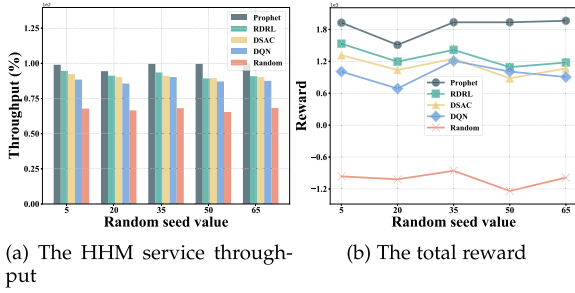 1e2
1.25
1.00
0.75
0.50
0.25
0.00
Throughput (%)
Prophet
RDRL
DSAC
DQN
Random
5 20 35 50 65
Random seed value
(a) The HHM service through-
put
1e3
1.8
1.2
0.6
0.0
−0.6
−1.2
Reward
Prophet
RDRL
DSAC
DQN
Random
5 20 35 50 65
Random seed value
(b) The total reward